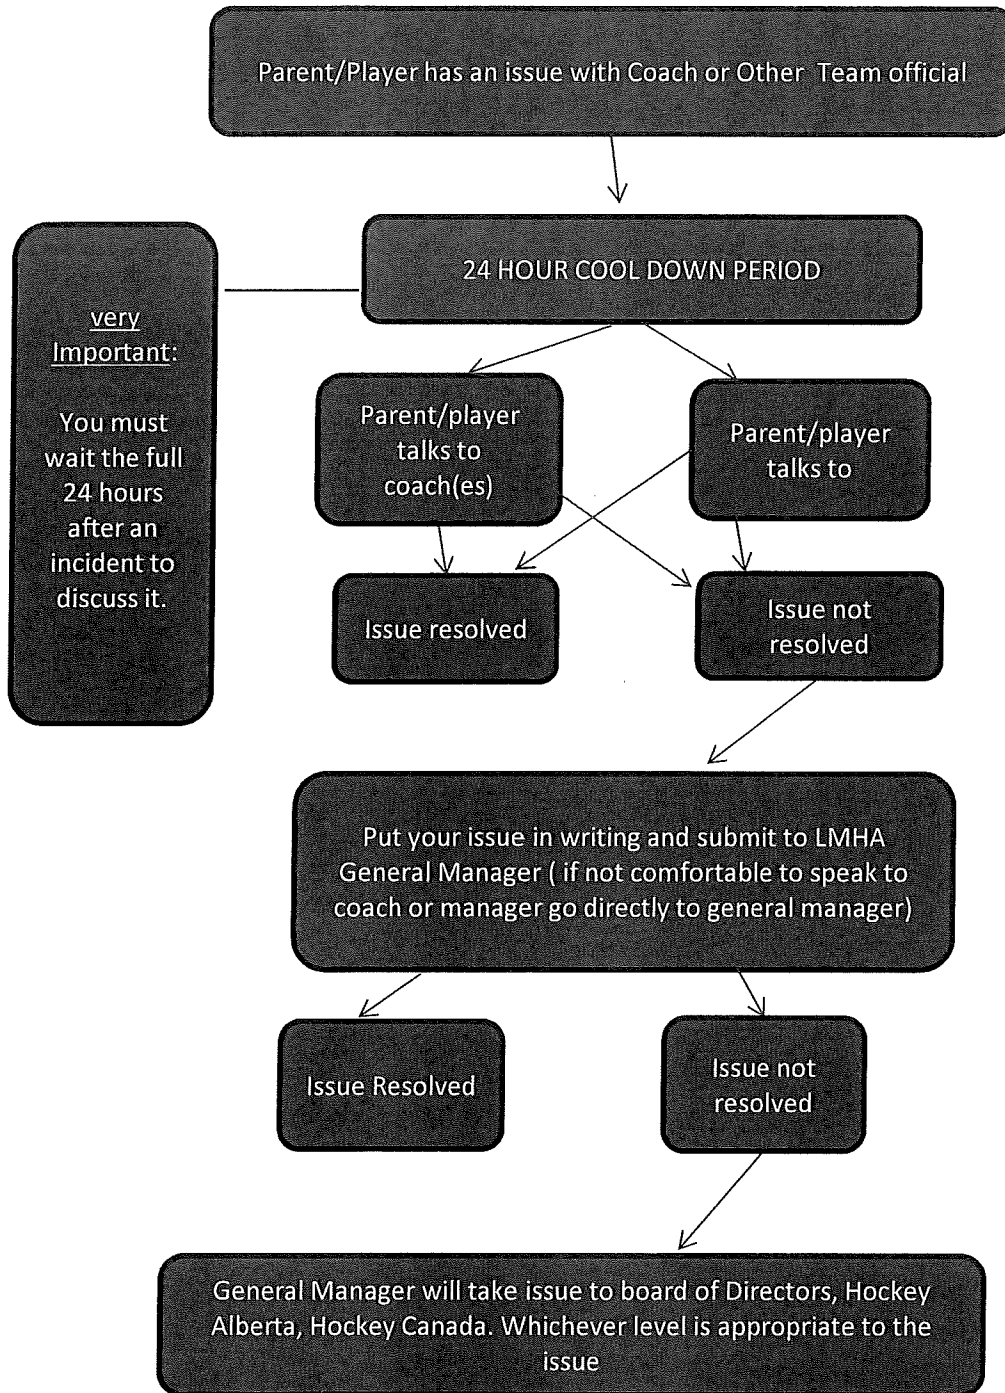 Parent/Player has an issue with Coach or Other Team official
24 HOUR COOL DOWN PERIOD
very
Important:
You must
wait the full
24 hours
after an
incident to
discuss it.
Parent/player
talks to
coach(es)
Parent/player
talks to
Issue resolved
Issue not
resolved
Put your issue in writing and submit to LMHA
General Manager ( if not comfortable to speak to
coach or manager go directly to general manager)
Issue Resolved
Issue not
resolved
General Manager will take issue to board of Directors, Hockey
Alberta, Hockey Canada. Whichever level is appropriate to the
issue